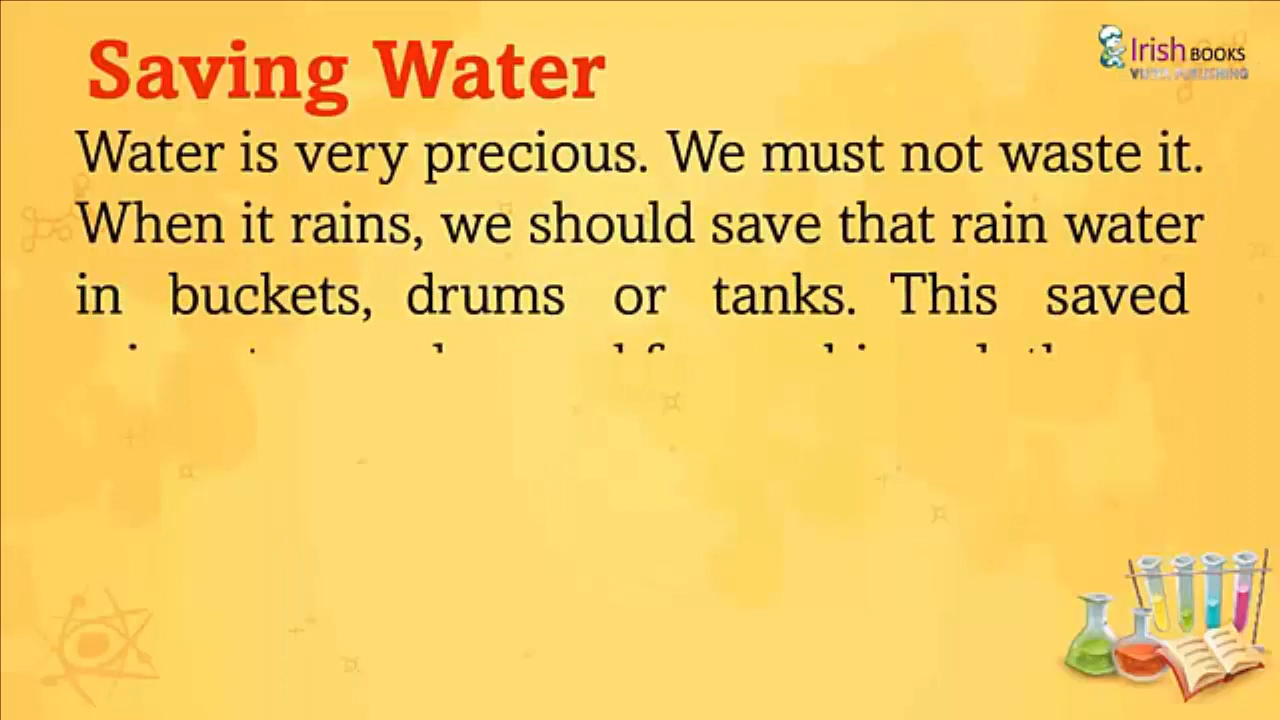 Saving Water
Irish BOOKS
Water is very precious. We must not waste it.
When it rains, we should save that rain water
in buckets, drums or tanks. This saved